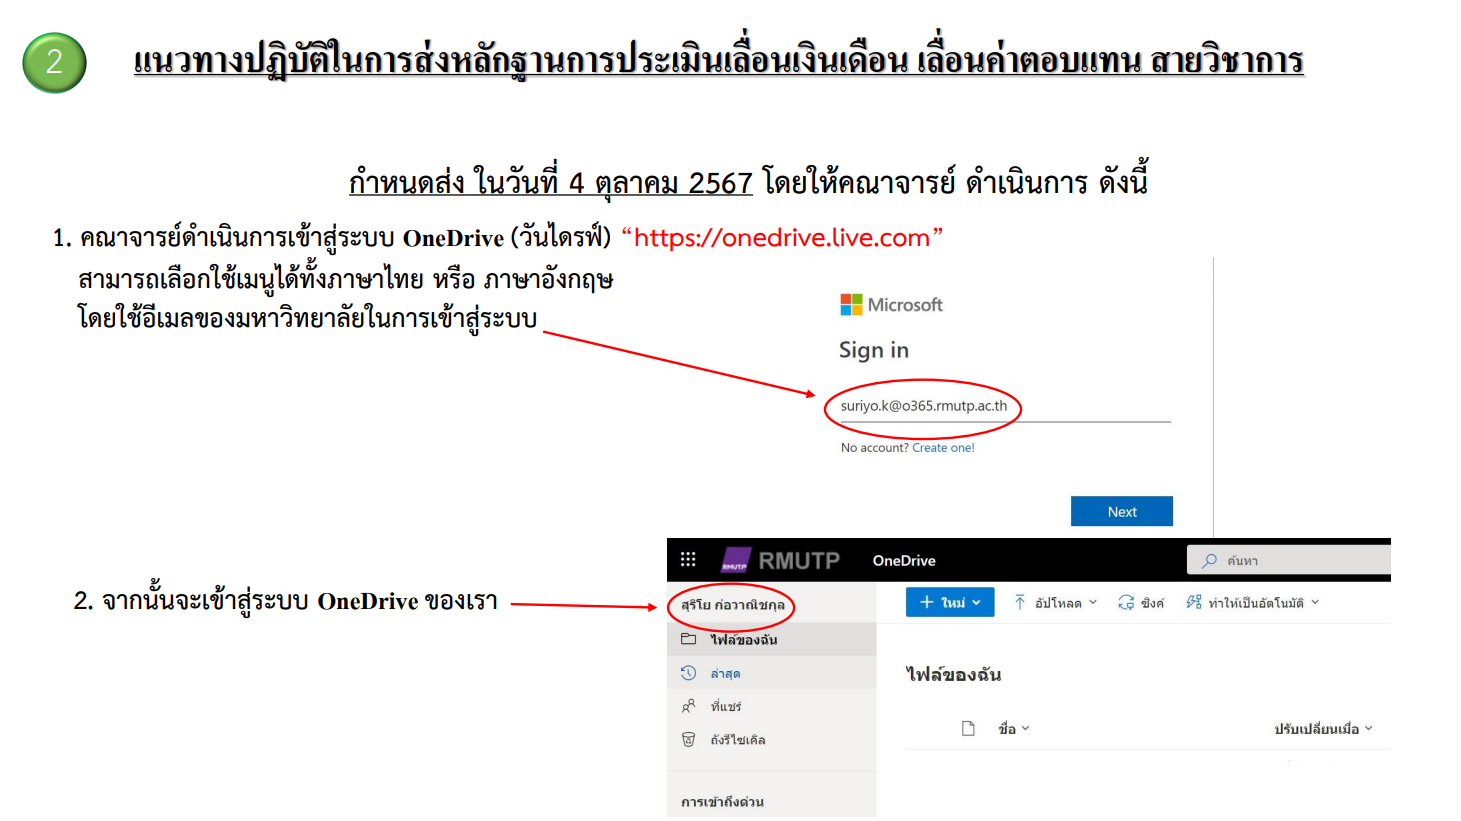 2
แนวทางปฏิบัติในการส่งหลักฐานการประเมินเลื่อนเงินเดือน เลื่อนค่าตอบแทน สายวิชาการ
กำหนดส่ง ในวันที่ 4 ตุลาคม 2567 โดยให้คณาจารย์ ดำเนินการ ดังนี้
1. คณาจารย์ดำเนินการเข้าสู่ระบบ OneDrive (วันไดรฟ์) “https://onedrive.live.com”
สามารถเลือกใช้เมนูได้ทั้งภาษาไทย หรือ ภาษาอังกฤษ
โดยใช้อีเมลของมหาวิทยาลัยในการเข้าสู่ระบบ
Microsoft
Sign in
suriyo.k@o365.rmutp.ac.th
No account? Create one!
Next
2. จากนั้นจะเข้าสู่ระบบ OneDrive ของเรา
RMUTP RMUTP OneDrive ค้นหา
สุริโย ก่อวาณิชกุล
+ ใหม่ อัปโหลด ซิงค์ ทำให้เป็นอัตโนมัติ
ไฟล์ของฉัน
ล่าสุด
ที่แชร์
ถังรีไซเคิล
การเข้าถึงด่วน
ไฟล์ของฉัน
ชื่อ ปรับเปลี่ยนเมื่อ